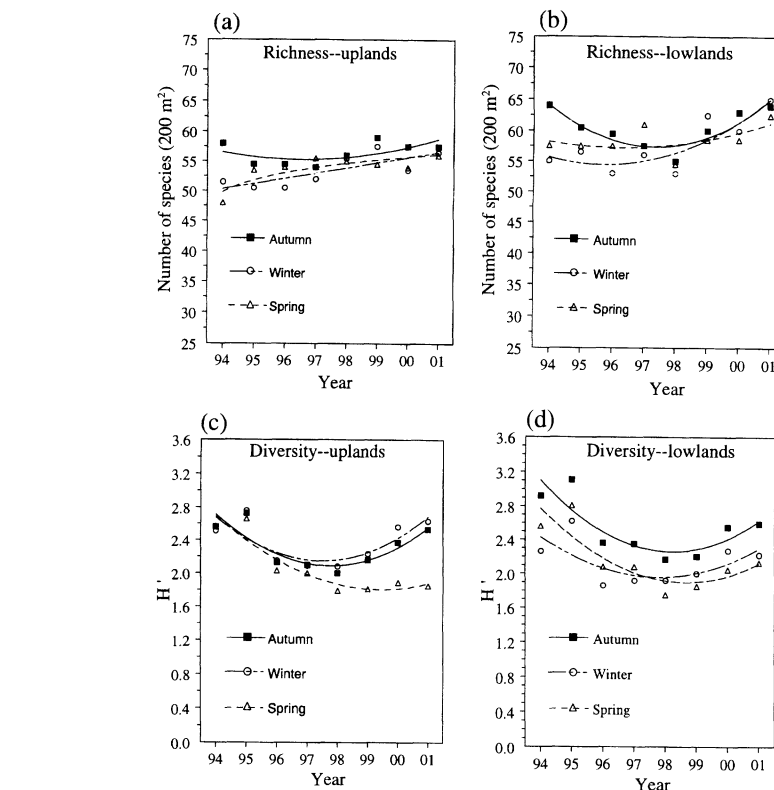 (a)
Richness--uplands
Number of species (200 m²)
75
70
65
60
55
50
45
40
35
30
25
Autumn
Winter
Spring
94 95 96 97 98 99 00 01
Year
(b)
Richness--lowlands
Number of species (200 m²)
75
70
65
60
55
50
45
40
35
30
25
Autumn
Winter
Spring
94 95 96 97 98 99 00 01
Year
(c)
Diversity--uplands
H'
3.6
3.2
2.8
2.4
2.0
1.6
1.2
0.8
0.4
0.0
Autumn
Winter
Spring
94 95 96 97 98 99 00 01
Year
(d)
Diversity--lowlands
H'
3.6
3.2
2.8
2.4
2.0
1.6
1.2
0.8
0.4
0.0
Autumn
Winter
Spring
94 95 96 97 98 99 00 01
Year